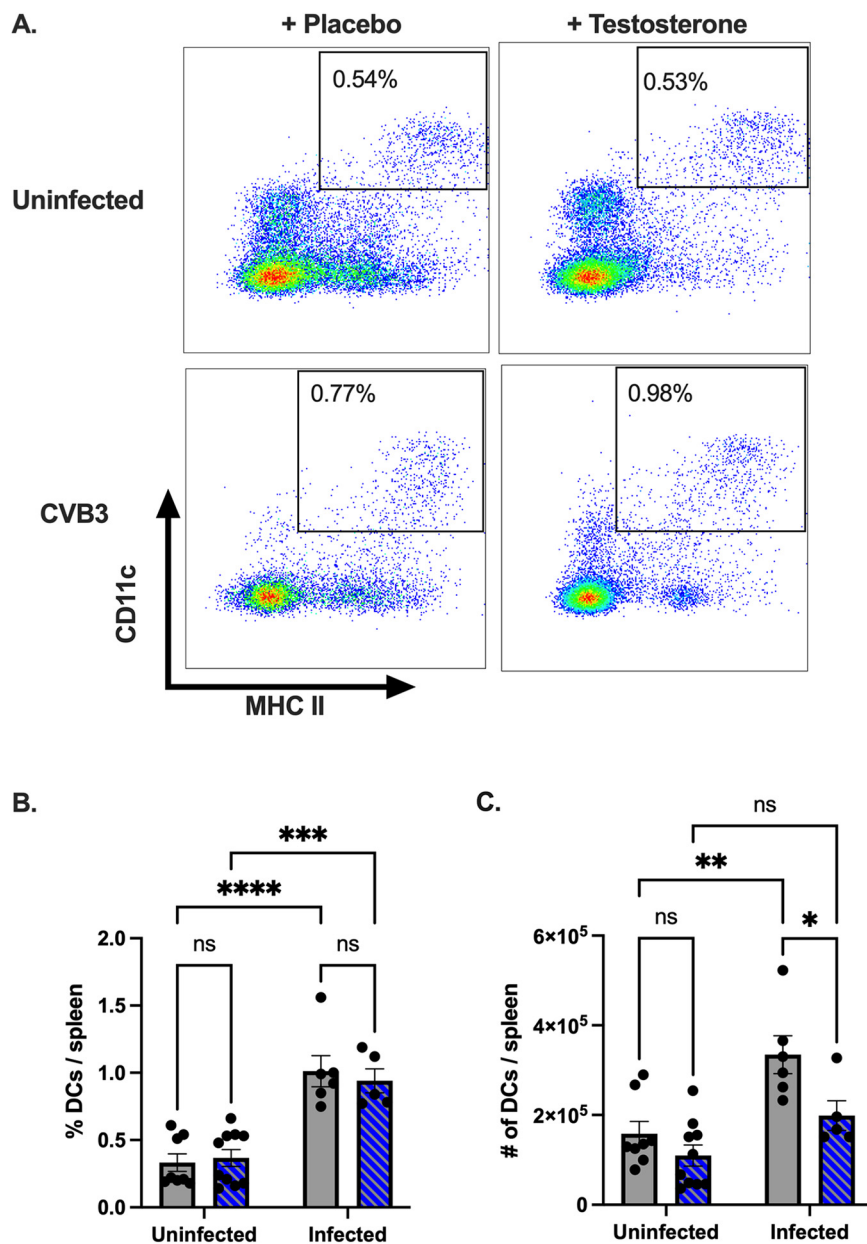 A.
+ Placebo
+ Testosterone
Uninfected
0.54%
0.53%
CVB3
0.77%
0.98%
CD11c
MHC II
B.
✱✱✱
✱✱✱✱
ns
ns
2.0
1.5
1.0
0.5
0.0
% DCs / spleen
Uninfected
Infected
C.
ns
✱✱
ns
✱
6×10⁵
4×10⁵
2×10⁵
0
# of DCs / spleen
Uninfected
Infected